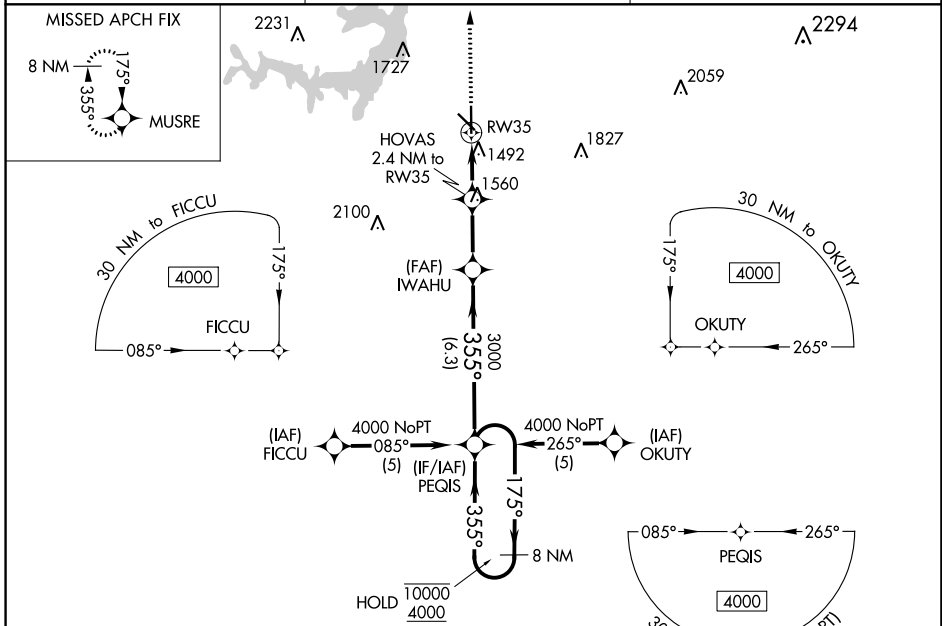 MISSED APCH FIX
8 NM
175°
355°
MUSRE
2231
1727
2294
2059
1827
RW35
1492
HOVAS
2.4 NM to
RW35
1560
2100
30 NM to FICCU
175°
4000
FICCU
085°
(FAF)
IWAHU
3000
355°
(6.3)
30 NM to OKUTY
175°
4000
OKUTY
265°
(IAF)
FICCU
4000 NoPT
085°
(5)
(IF/IAF)
PEQIS
4000 NoPT
265°
(5)
(IAF)
OKUTY
355°
175°
8 NM
HOLD
10000
4000
085°
265°
PEQIS
4000